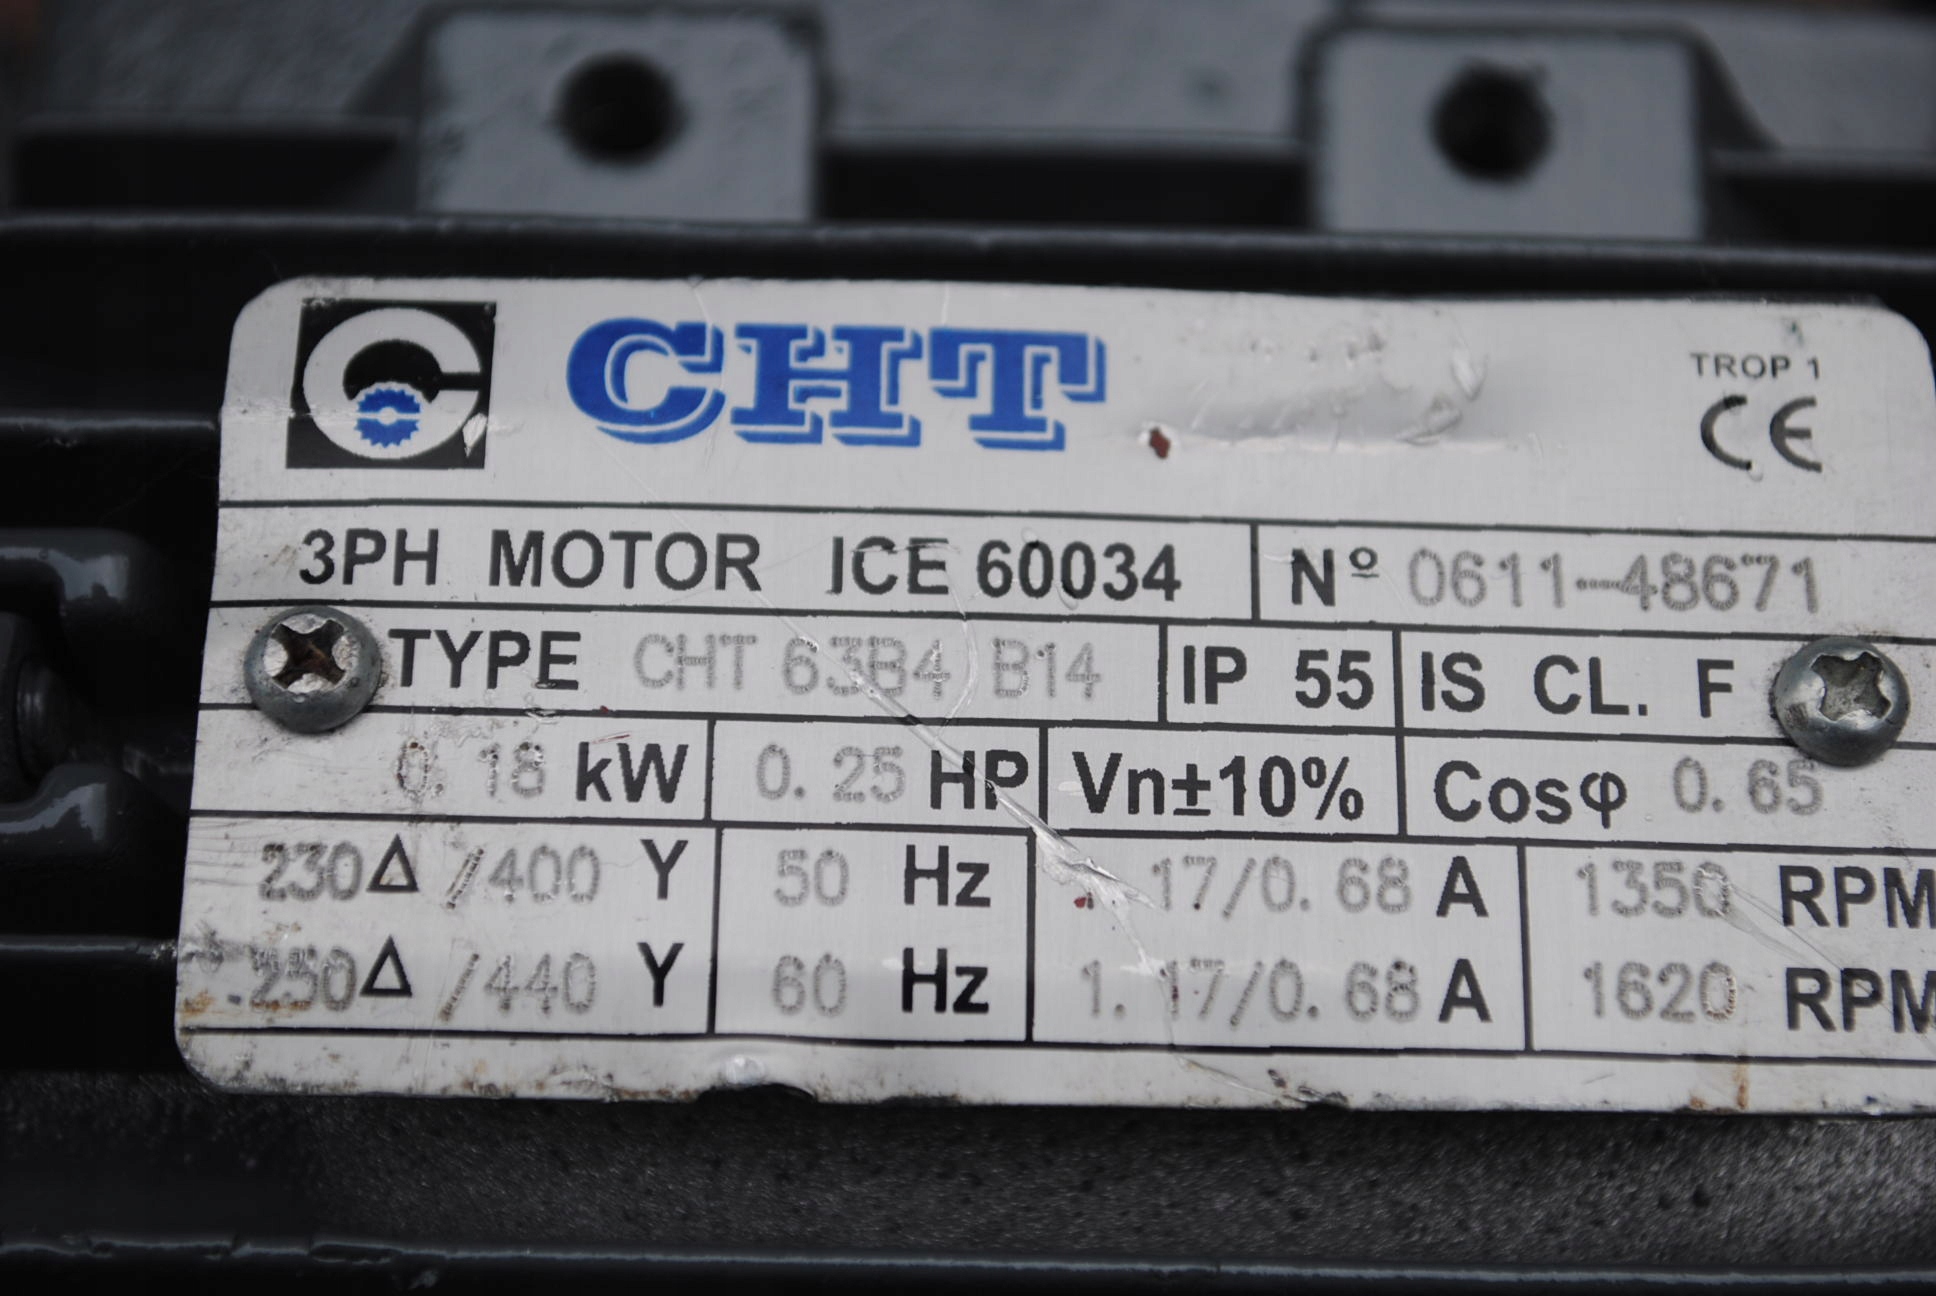 CHT
TROP 1
CE
3PH MOTOR ICE 60034 Nº 0611-48671
TYPE CHT 63B4 B14 IP 55 IS CL. F
0.18 kW 0.25 HP Vn±10% Cosφ 0.65
230Δ/400 Y 50 Hz 1.17/0.68 A 1350 RPM
250Δ/440 Y 60 Hz 1.17/0.68 A 1620 RPM